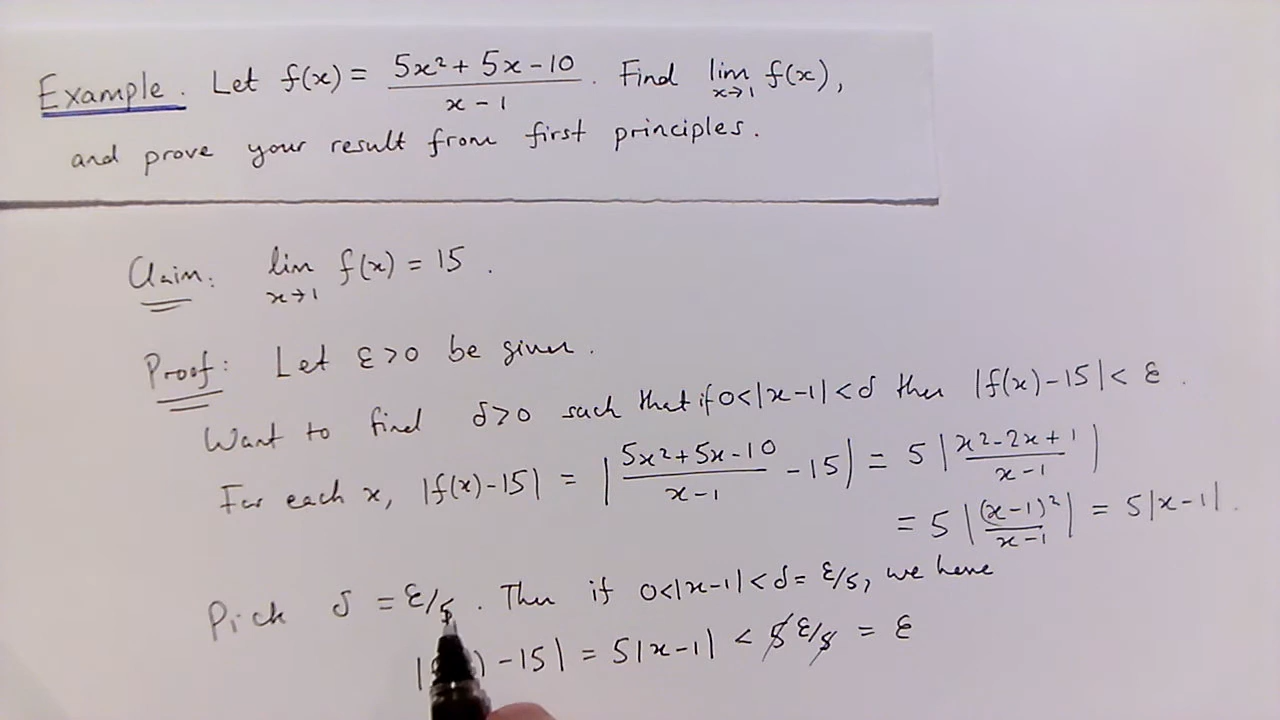 Example. Let f(x) = (5x² + 5x - 10)/(x - 1). Find lim x→1 f(x),
and prove your result from first principles.
Claim: lim x→1 f(x) = 15.
Proof: Let ε > 0 be given.
Want to find δ > 0 such that if 0 < |x - 1| < δ then |f(x) - 15| < ε.
For each x, |f(x) - 15| = |(5x² + 5x - 10)/(x - 1) - 15| = 5 |(x² - 2x + 1)/(x - 1)|
= 5 |(x - 1)²/(x - 1)| = 5|x - 1|.
Pick δ = ε/5. Then if 0 < |x - 1| < δ = ε/5, we have
) - 15| = 5|x - 1| < 5 ε/5 = ε